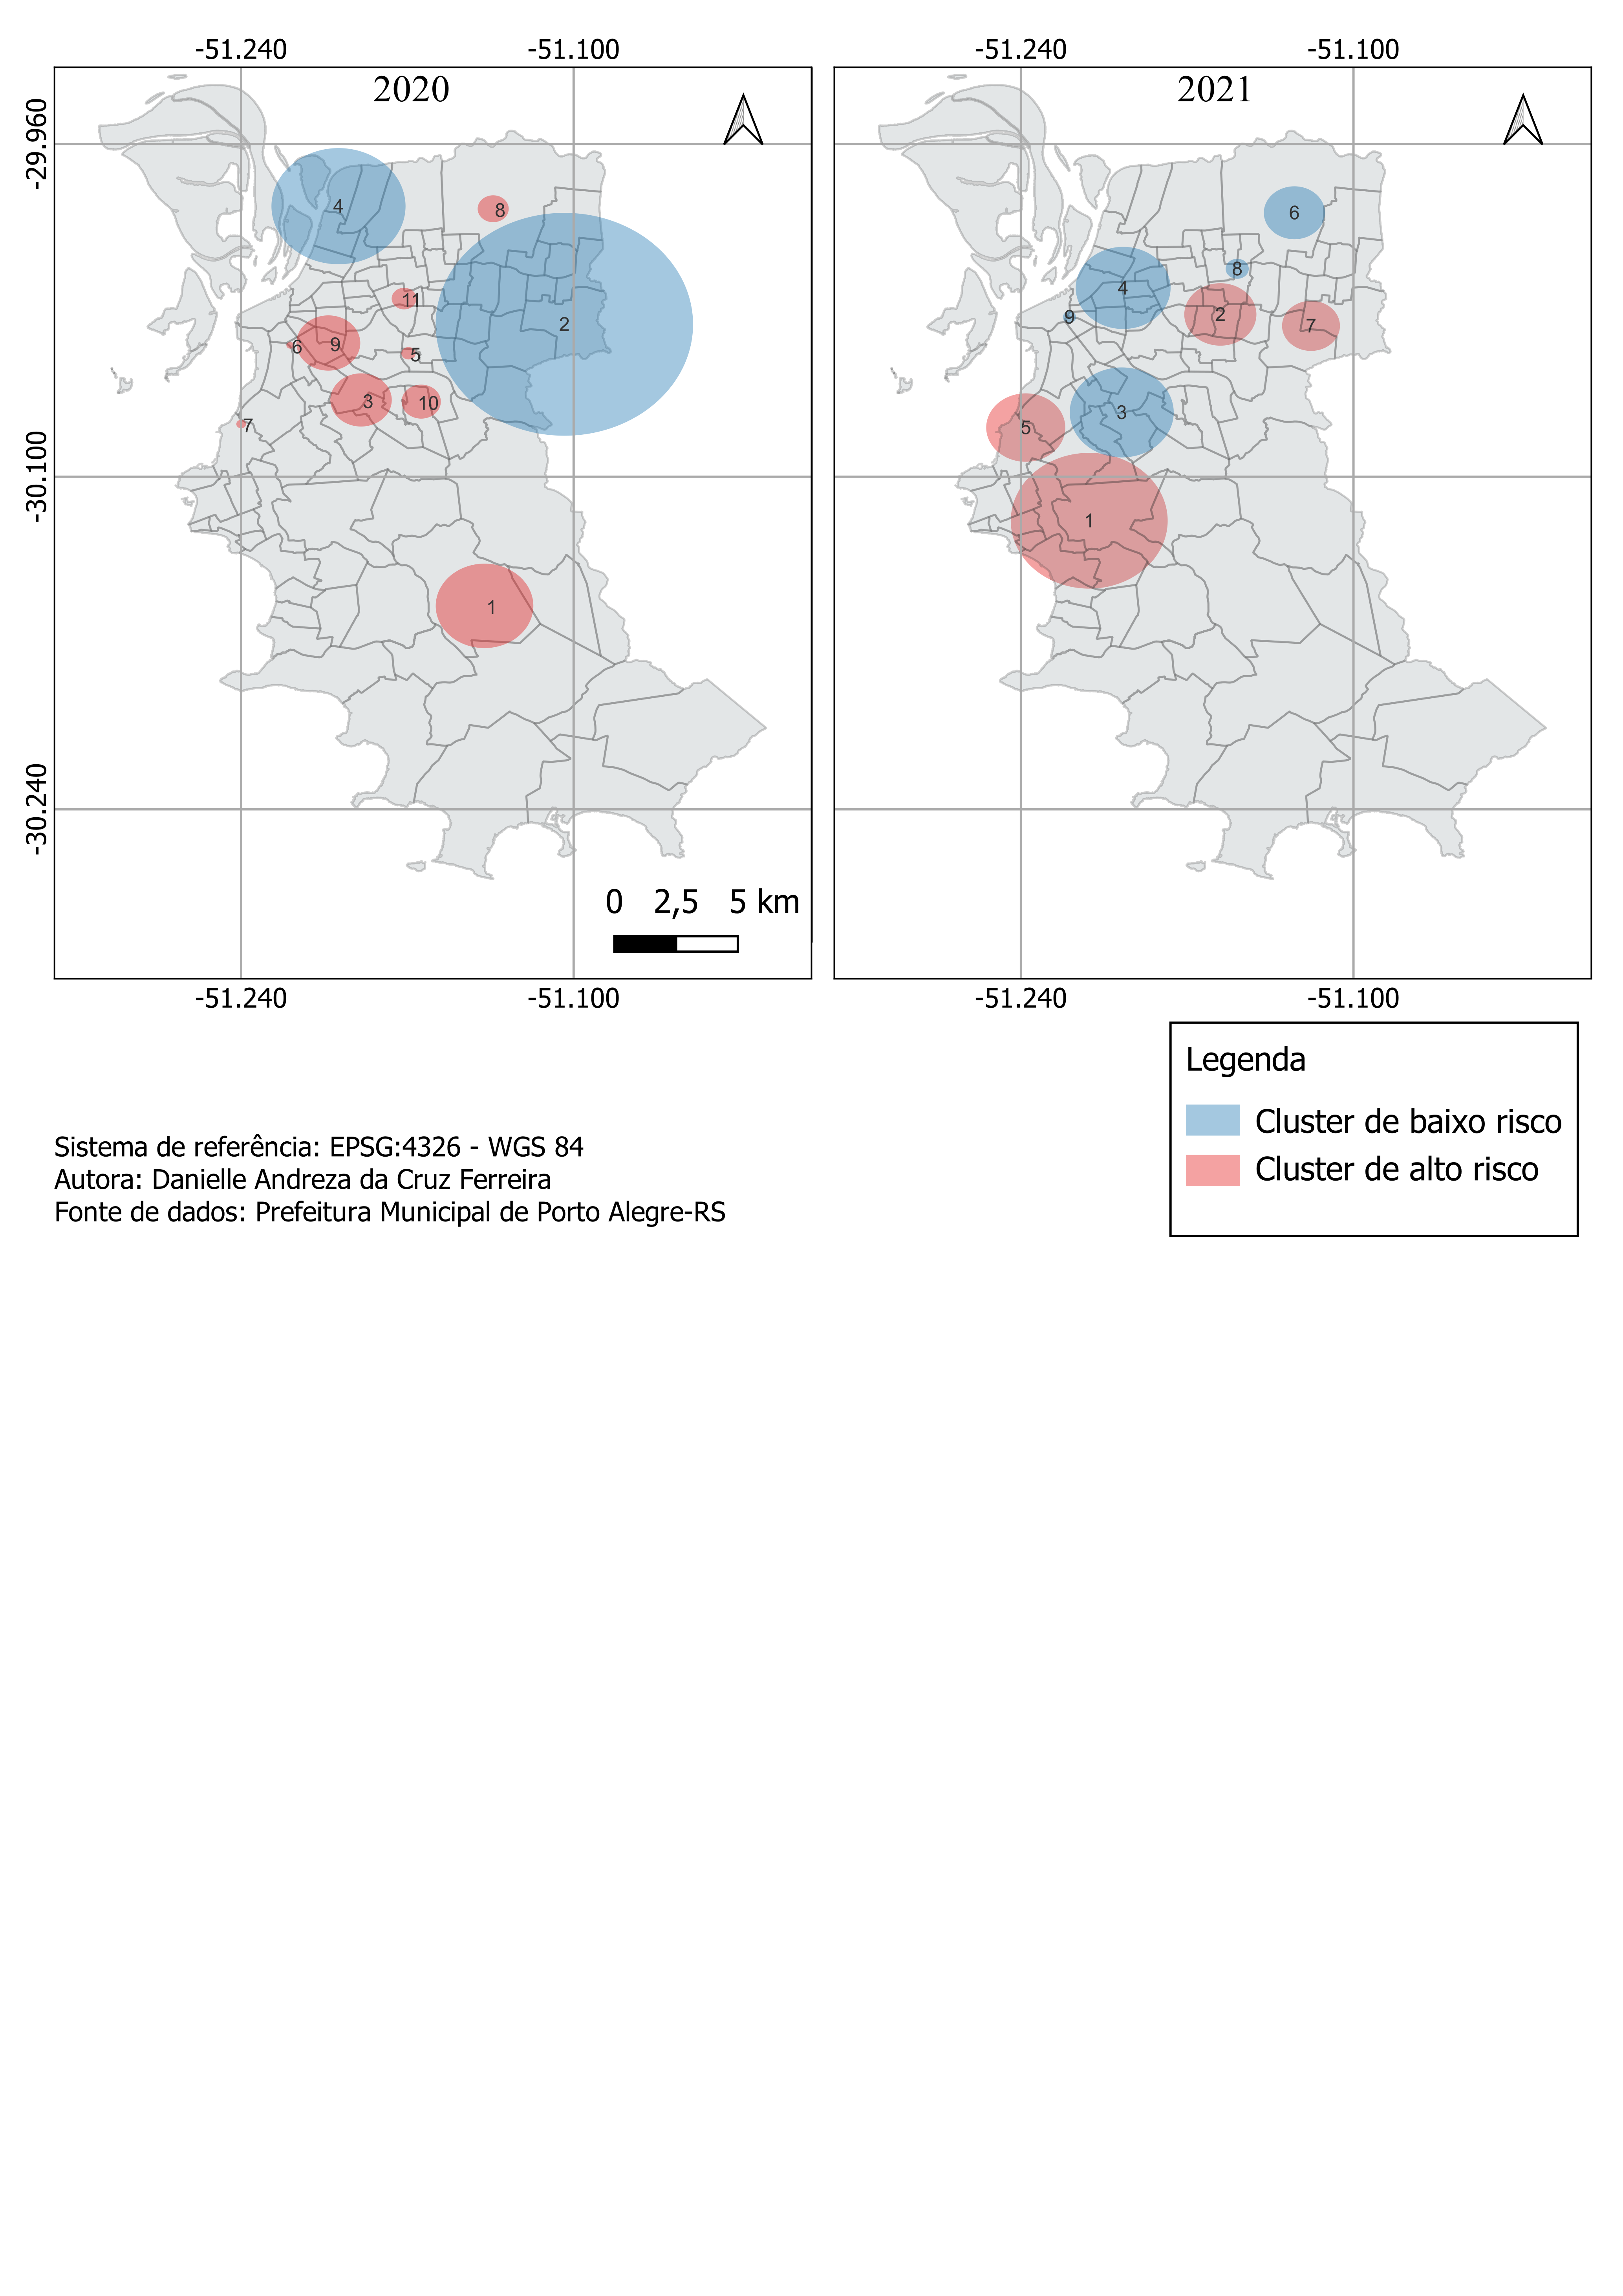 -51.240 -51.100 -51.240 -51.100
2020 2021
-29.960
-30.100
-30.240
4
8
2
11
6
9
5
3
10
7
1
6
8
4
9
2
7
3
5
1
0 2,5 5 km
-51.240 -51.100 -51.240 -51.100
Legenda
Cluster de baixo risco
Cluster de alto risco
Sistema de referência: EPSG:4326 - WGS 84
Autora: Danielle Andreza da Cruz Ferreira
Fonte de dados: Prefeitura Municipal de Porto Alegre-RS